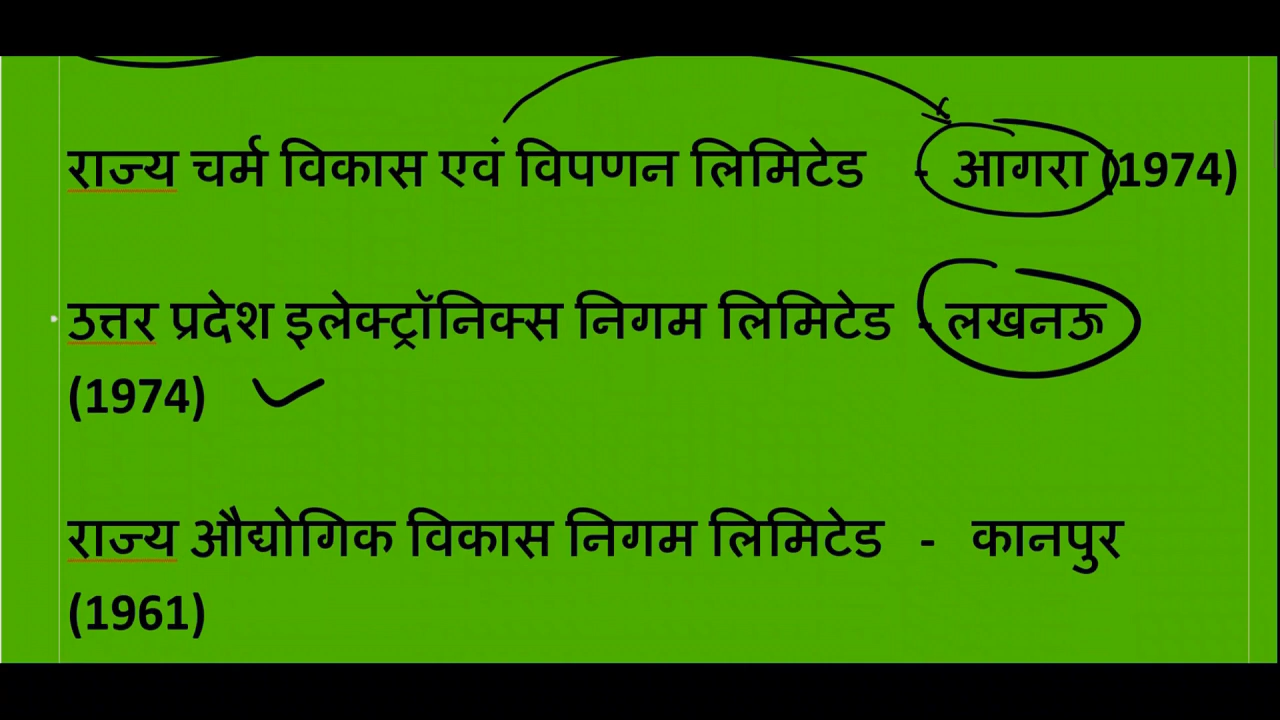 राज्य चर्म विकास एवं विपणन लिमिटेड - आगरा (1974)
उत्तर प्रदेश इलेक्ट्रॉनिक्स निगम लिमिटेड - लखनऊ
(1974)
राज्य औद्योगिक विकास निगम लिमिटेड - कानपुर
(1961)